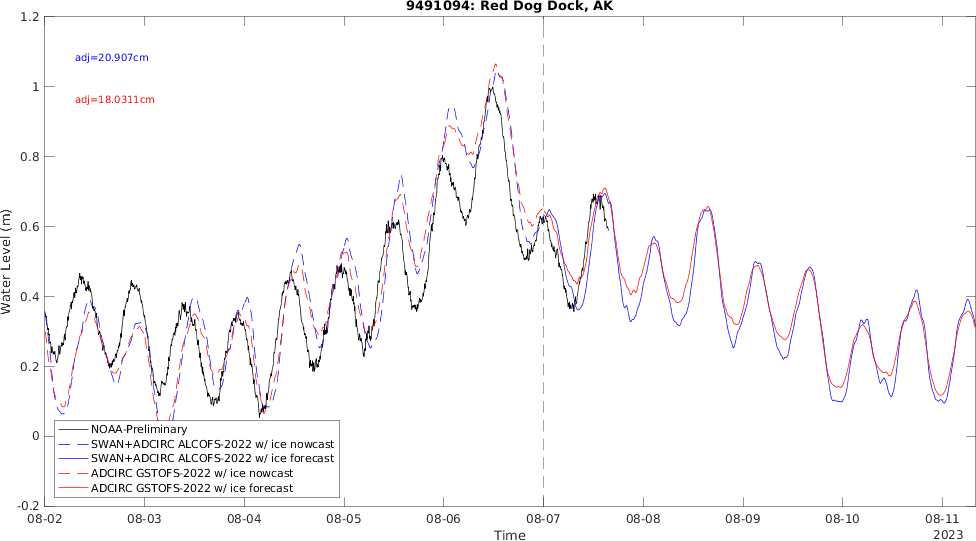 9491094: Red Dog Dock, AK
1.2
adj=20.907cm
adj=18.0311cm
1
0.8
0.6
0.4
0.2
0
-0.2
Water Level (m)
NOAA-Preliminary
SWAN+ADCIRC ALCOFS-2022 w/ ice nowcast
SWAN+ADCIRC ALCOFS-2022 w/ ice forecast
ADCIRC GSTOFS-2022 w/ ice nowcast
ADCIRC GSTOFS-2022 w/ ice forecast
08-02 08-03 08-04 08-05 08-06 08-07 08-08 08-09 08-10 08-11
Time
2023